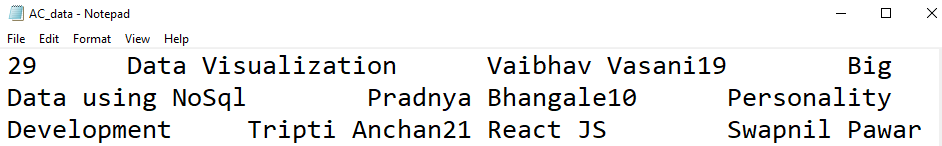 AC_data - Notepad
File Edit Format View Help
29 Data Visualization Vaibhav Vasani19 Big
Data using NoSql Pradnya Bhangale10 Personality
Development Tripti Anchan21 React JS Swapnil Pawar